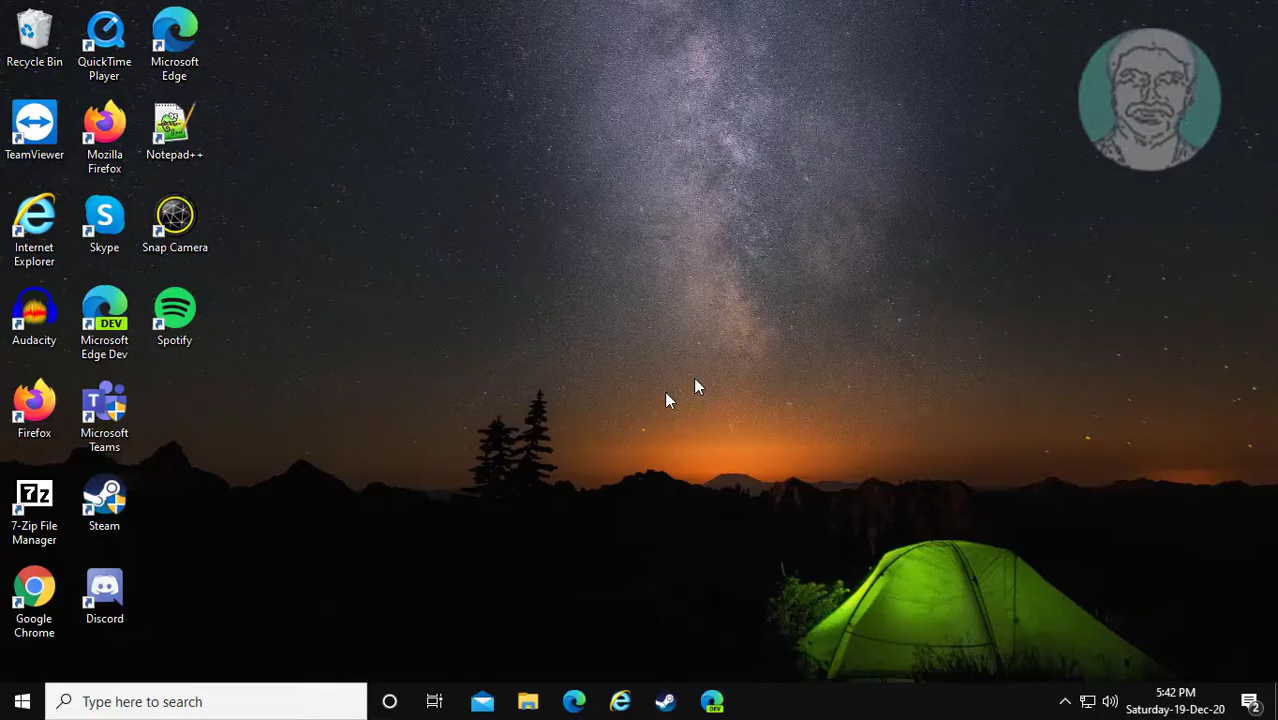 Recycle Bin
QuickTime
Player
Microsoft
Edge
TeamViewer
Mozilla
Firefox
Notepad++
Internet
Explorer
Skype
Snap Camera
Audacity
DEV
Microsoft
Edge Dev
Spotify
Firefox
T
Microsoft
Teams
7z
7-Zip File
Manager
Steam
Google
Chrome
Discord
Type here to search
DEV
5:42 PM
Saturday-19-Dec-20
2